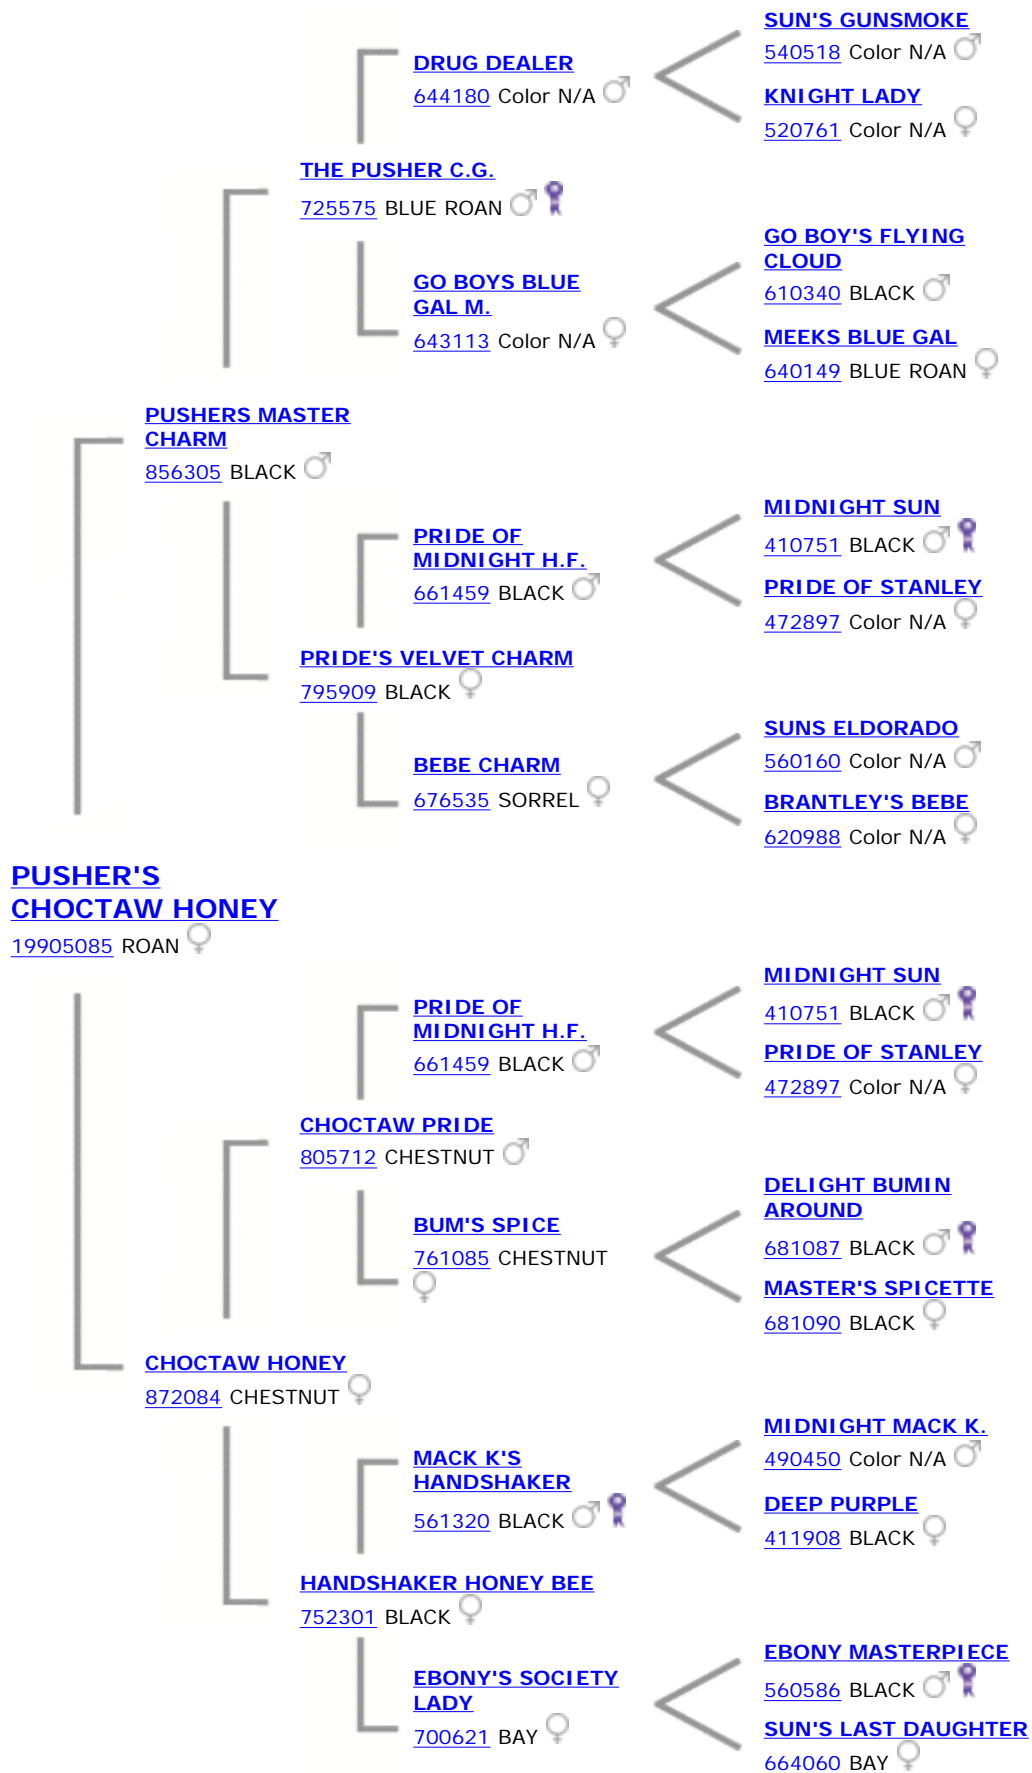 SUN'S GUNSMOKE
540518 Color N/A
DRUG DEALER
644180 Color N/A
KNIGHT LADY
520761 Color N/A
THE PUSHER C.G.
725575 BLUE ROAN
GO BOY'S FLYING
CLOUD
610340 BLACK
GO BOYS BLUE
GAL M.
643113 Color N/A
MEEKS BLUE GAL
640149 BLUE ROAN
PUSHERS MASTER
CHARM
856305 BLACK
MIDNIGHT SUN
410751 BLACK
PRIDE OF
MIDNIGHT H.F.
661459 BLACK
PRIDE OF STANLEY
472897 Color N/A
PRIDE'S VELVET CHARM
795909 BLACK
SUNS ELDORADO
560160 Color N/A
BEBE CHARM
676535 SORREL
BRANTLEY'S BEBE
620988 Color N/A
PUSHER'S
CHOCTAW HONEY
19905085 ROAN
MIDNIGHT SUN
410751 BLACK
PRIDE OF
MIDNIGHT H.F.
661459 BLACK
PRIDE OF STANLEY
472897 Color N/A
CHOCTAW PRIDE
805712 CHESTNUT
DELIGHT BUMIN
AROUND
681087 BLACK
BUM'S SPICE
761085 CHESTNUT
MASTER'S SPICETTE
681090 BLACK
CHOCTAW HONEY
872084 CHESTNUT
MIDNIGHT MACK K.
490450 Color N/A
MACK K'S
HANDSHAKER
561320 BLACK
DEEP PURPLE
411908 BLACK
HANDSHAKER HONEY BEE
752301 BLACK
EBONY MASTERPIECE
560586 BLACK
EBONY'S SOCIETY
LADY
700621 BAY
SUN'S LAST DAUGHTER
664060 BAY